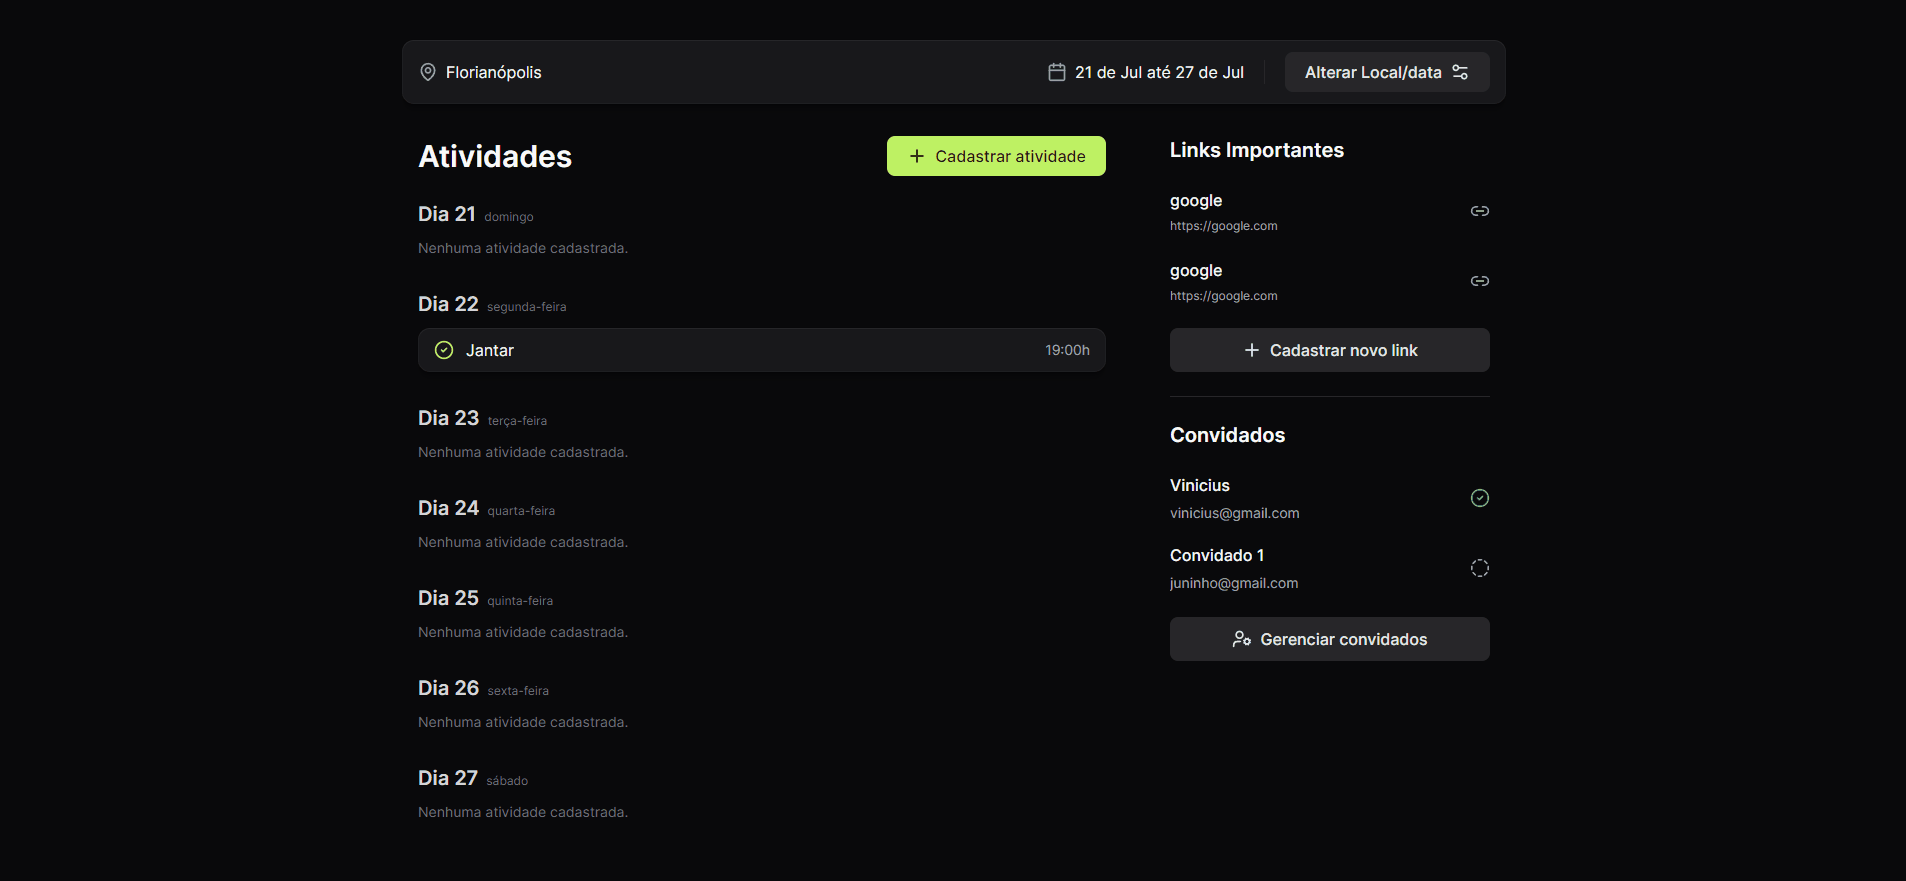 Florianópolis
21 de Jul até 27 de Jul
Alterar Local/data
Atividades
Cadastrar atividade
Dia 21 domingo
Nenhuma atividade cadastrada.
Dia 22 segunda-feira
Jantar 19:00h
Dia 23 terça-feira
Nenhuma atividade cadastrada.
Dia 24 quarta-feira
Nenhuma atividade cadastrada.
Dia 25 quinta-feira
Nenhuma atividade cadastrada.
Dia 26 sexta-feira
Nenhuma atividade cadastrada.
Dia 27 sábado
Nenhuma atividade cadastrada.
Links Importantes
google
https://google.com
google
https://google.com
Cadastrar novo link
Convidados
Vinicius
vinicius@gmail.com
Convidado 1
juninho@gmail.com
Gerenciar convidados